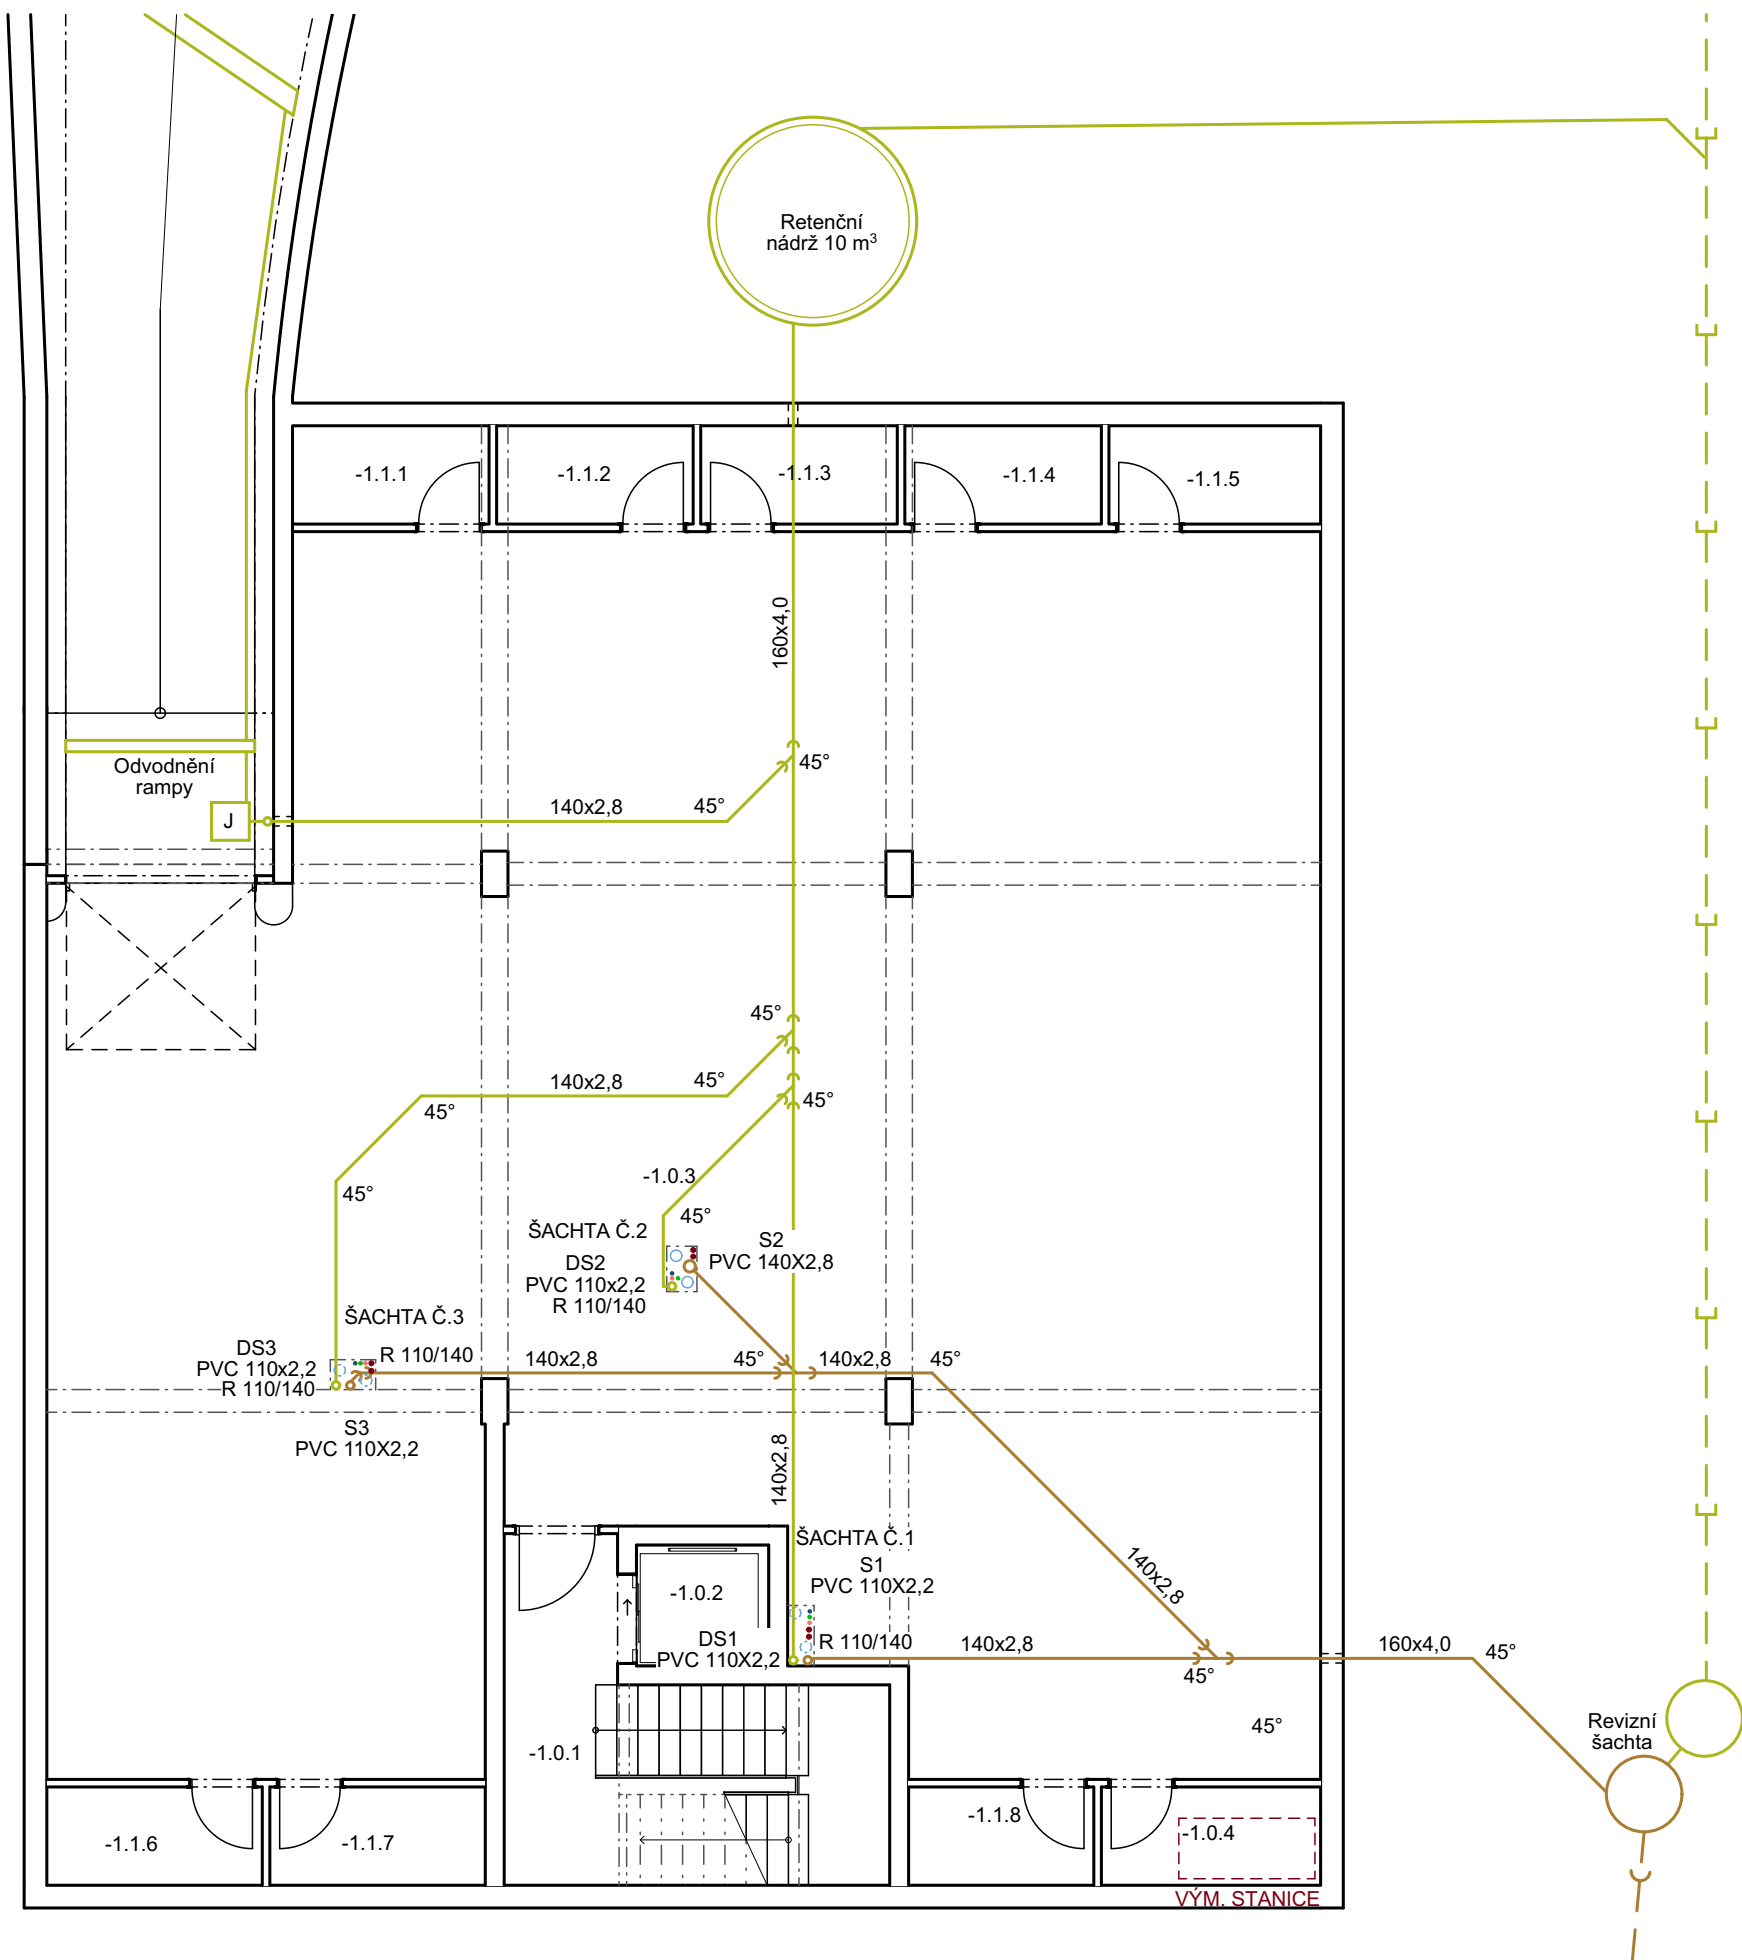 Retenční
nádrž 10 m³
-1.1.1
-1.1.2
-1.1.3
-1.1.4
-1.1.5
160x4,0
Odvodnění
rampy
J
140x2,8
45°
45°
45°
140x2,8
45°
45°
45°
45°
-1.0.3
45°
ŠACHTA Č.2
DS2
PVC 110x2,2
R 110/140
S2
PVC 140X2,8
ŠACHTA Č.3
DS3
PVC 110x2,2
R 110/140
R 110/140
S3
PVC 110X2,2
140x2,8
45°
140x2,8
45°
140x2,8
ŠACHTA Č.1
S1
PVC 110X2,2
-1.0.2
DS1
PVC 110X2,2
R 110/140
140x2,8
140x2,8
45°
160x4,0
45°
45°
Revizní
šachta
-1.0.1
-1.1.6
-1.1.7
-1.1.8
-1.0.4
VÝM. STANICE